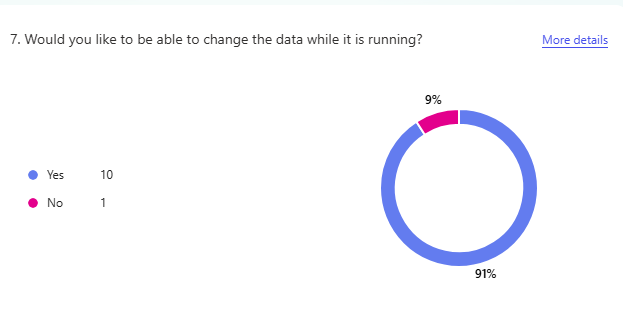 7. Would you like to be able to change the data while it is running?
More details
9%
Yes 10
No 1
91%